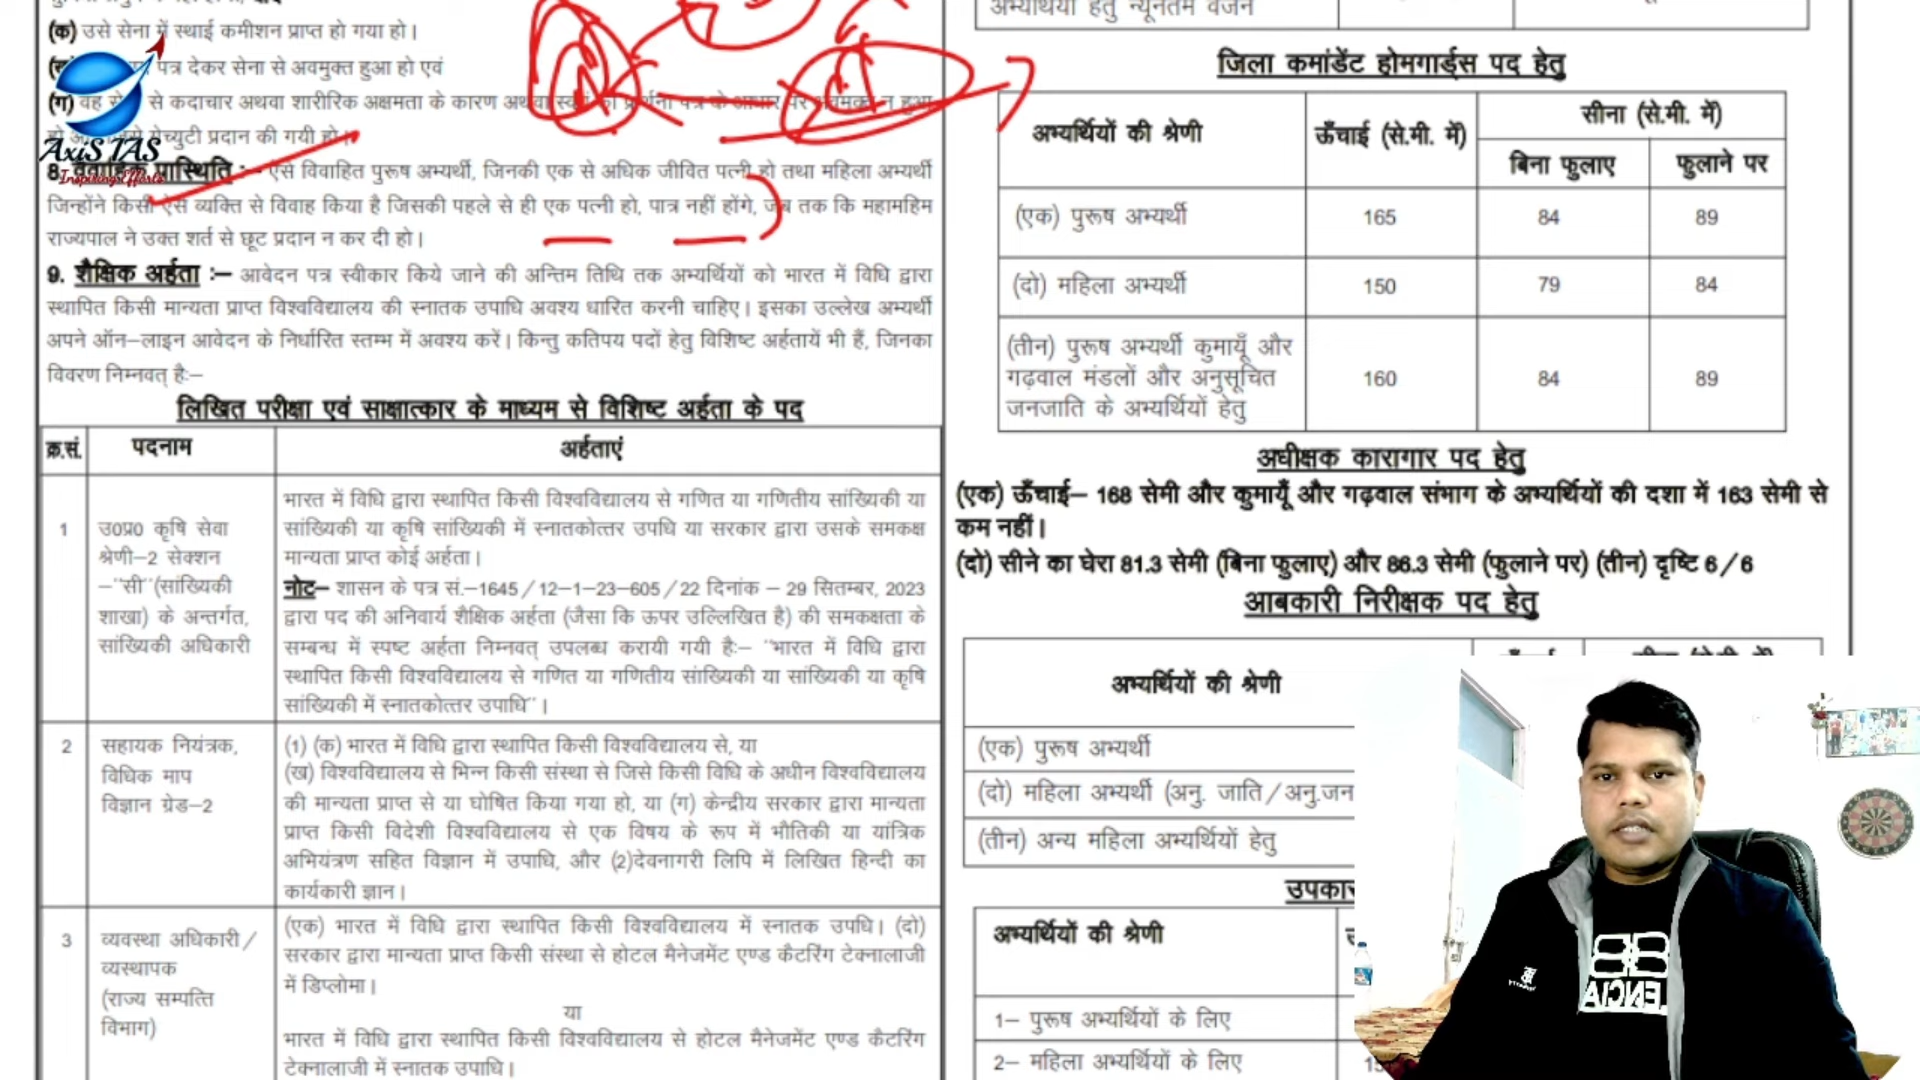 (क) उसे सेना में स्थाई कमीशन प्राप्त हो गया हो।
पत्र देकर सेना से अवमुक्त हुआ हो एवं
(ग) वह से कदाचार अथवा शारीरिक अक्षमता के कारण
ग्रेच्युटी प्रदान की गयी हो।
AxiS IAS
Inspiring Efforts
8. प्रास्थिति :– ऐसे विवाहित पुरूष अभ्यर्थी, जिनकी एक से अधिक जीवित पत्नी हो तथा महिला अभ्यर्थी
जिन्होंने किसी ऐसे व्यक्ति से विवाह किया है जिसकी पहले से ही एक पत्नी हो, पात्र नहीं होंगे, जब तक कि महामहिम
राज्यपाल ने उक्त शर्त से छूट प्रदान न कर दी हो।
9. शैक्षिक अर्हता :– आवेदन पत्र स्वीकार किये जाने की अन्तिम तिथि तक अभ्यर्थियों को भारत में विधि द्वारा
स्थापित किसी मान्यता प्राप्त विश्वविद्यालय की स्नातक उपाधि अवश्य धारित करनी चाहिए। इसका उल्लेख अभ्यर्थी
अपने ऑन–लाइन आवेदन के निर्धारित स्तम्भ में अवश्य करें। किन्तु कतिपय पदों हेतु विशिष्ट अर्हतायें भी हैं, जिनका
विवरण निम्नवत् है:–
लिखित परीक्षा एवं साक्षात्कार के माध्यम से विशिष्ट अर्हता के पद
क्र.सं. पदनाम अर्हताएं
1
उ0प्र0 कृषि सेवा
श्रेणी–2 सेक्शन
–"सी" (सांख्यिकी
शाखा) के अन्तर्गत,
सांख्यिकी अधिकारी
भारत में विधि द्वारा स्थापित किसी विश्वविद्यालय से गणित या गणितीय सांख्यिकी या
सांख्यिकी या कृषि सांख्यिकी में स्नातकोत्तर उपधि या सरकार द्वारा उसके समकक्ष
मान्यता प्राप्त कोई अर्हता।
नोट– शासन के पत्र सं.–1645/12–1–23–605/22 दिनांक – 29 सितम्बर, 2023
द्वारा पद की अनिवार्य शैक्षिक अर्हता (जैसा कि ऊपर उल्लिखित है) की समकक्षता के
सम्बन्ध में स्पष्ट अर्हता निम्नवत् उपलब्ध करायी गयी है:– "भारत में विधि द्वारा
स्थापित किसी विश्वविद्यालय से गणित या गणितीय सांख्यिकी या सांख्यिकी या कृषि
सांख्यिकी में स्नातकोत्तर उपाधि"।
2
सहायक नियंत्रक,
विधिक माप
विज्ञान ग्रेड–2
(1) (क) भारत में विधि द्वारा स्थापित किसी विश्वविद्यालय से, या
(ख) विश्वविद्यालय से भिन्न किसी संस्था से जिसे किसी विधि के अधीन विश्वविद्यालय
की मान्यता प्राप्त से या घोषित किया गया हो, या (ग) केन्द्रीय सरकार द्वारा मान्यता
प्राप्त किसी विदेशी विश्वविद्यालय से एक विषय के रूप में भौतिकी या यांत्रिक
अभियंत्रण सहित विज्ञान में उपाधि, और (2)देवनागरी लिपि में लिखित हिन्दी का
कार्यकारी ज्ञान।
3
व्यवस्था अधिकारी/
व्यस्थापक
(राज्य सम्पत्ति
विभाग)
(एक) भारत में विधि द्वारा स्थापित किसी विश्वविद्यालय में स्नातक उपधि। (दो)
सरकार द्वारा मान्यता प्राप्त किसी संस्था से होटल मैनेजमेंट एण्ड कैटरिंग टेक्नालाजी
में डिप्लोमा।
या
भारत में विधि द्वारा स्थापित किसी विश्वविद्यालय से होटल मैनेजमेंट एण्ड कैटरिंग
टेक्नालाजी में स्नातक उपाधि।
अभ्यर्थियों हेतु न्यूनतम वजन
जिला कमांडेंट होमगार्ड्स पद हेतु
अभ्यर्थियों की श्रेणी ऊँचाई (से.मी. में) सीना (से.मी. में)
बिना फुलाए फुलाने पर
(एक) पुरूष अभ्यर्थी 165 84 89
(दो) महिला अभ्यर्थी 150 79 84
(तीन) पुरूष अभ्यर्थी कुमायूँ और
गढ़वाल मंडलों और अनुसूचित
जनजाति के अभ्यर्थियों हेतु
160 84 89
अधीक्षक कारागार पद हेतु
(एक) ऊँचाई– 168 सेमी और कुमायूँ और गढ़वाल संभाग के अभ्यर्थियों की दशा में 163 सेमी से
कम नहीं।
(दो) सीने का घेरा 81.3 सेमी (बिना फुलाए) और 86.3 सेमी (फुलाने पर) (तीन) दृष्टि 6/6
आबकारी निरीक्षक पद हेतु
अभ्यर्थियों की श्रेणी
(एक) पुरूष अभ्यर्थी
(दो) महिला अभ्यर्थी (अनु. जाति/अनु.जन
(तीन) अन्य महिला अभ्यर्थियों हेतु
उपकार
अभ्यर्थियों की श्रेणी
1– पुरूष अभ्यर्थियों के लिए
2– महिला अभ्यर्थियों के लिए